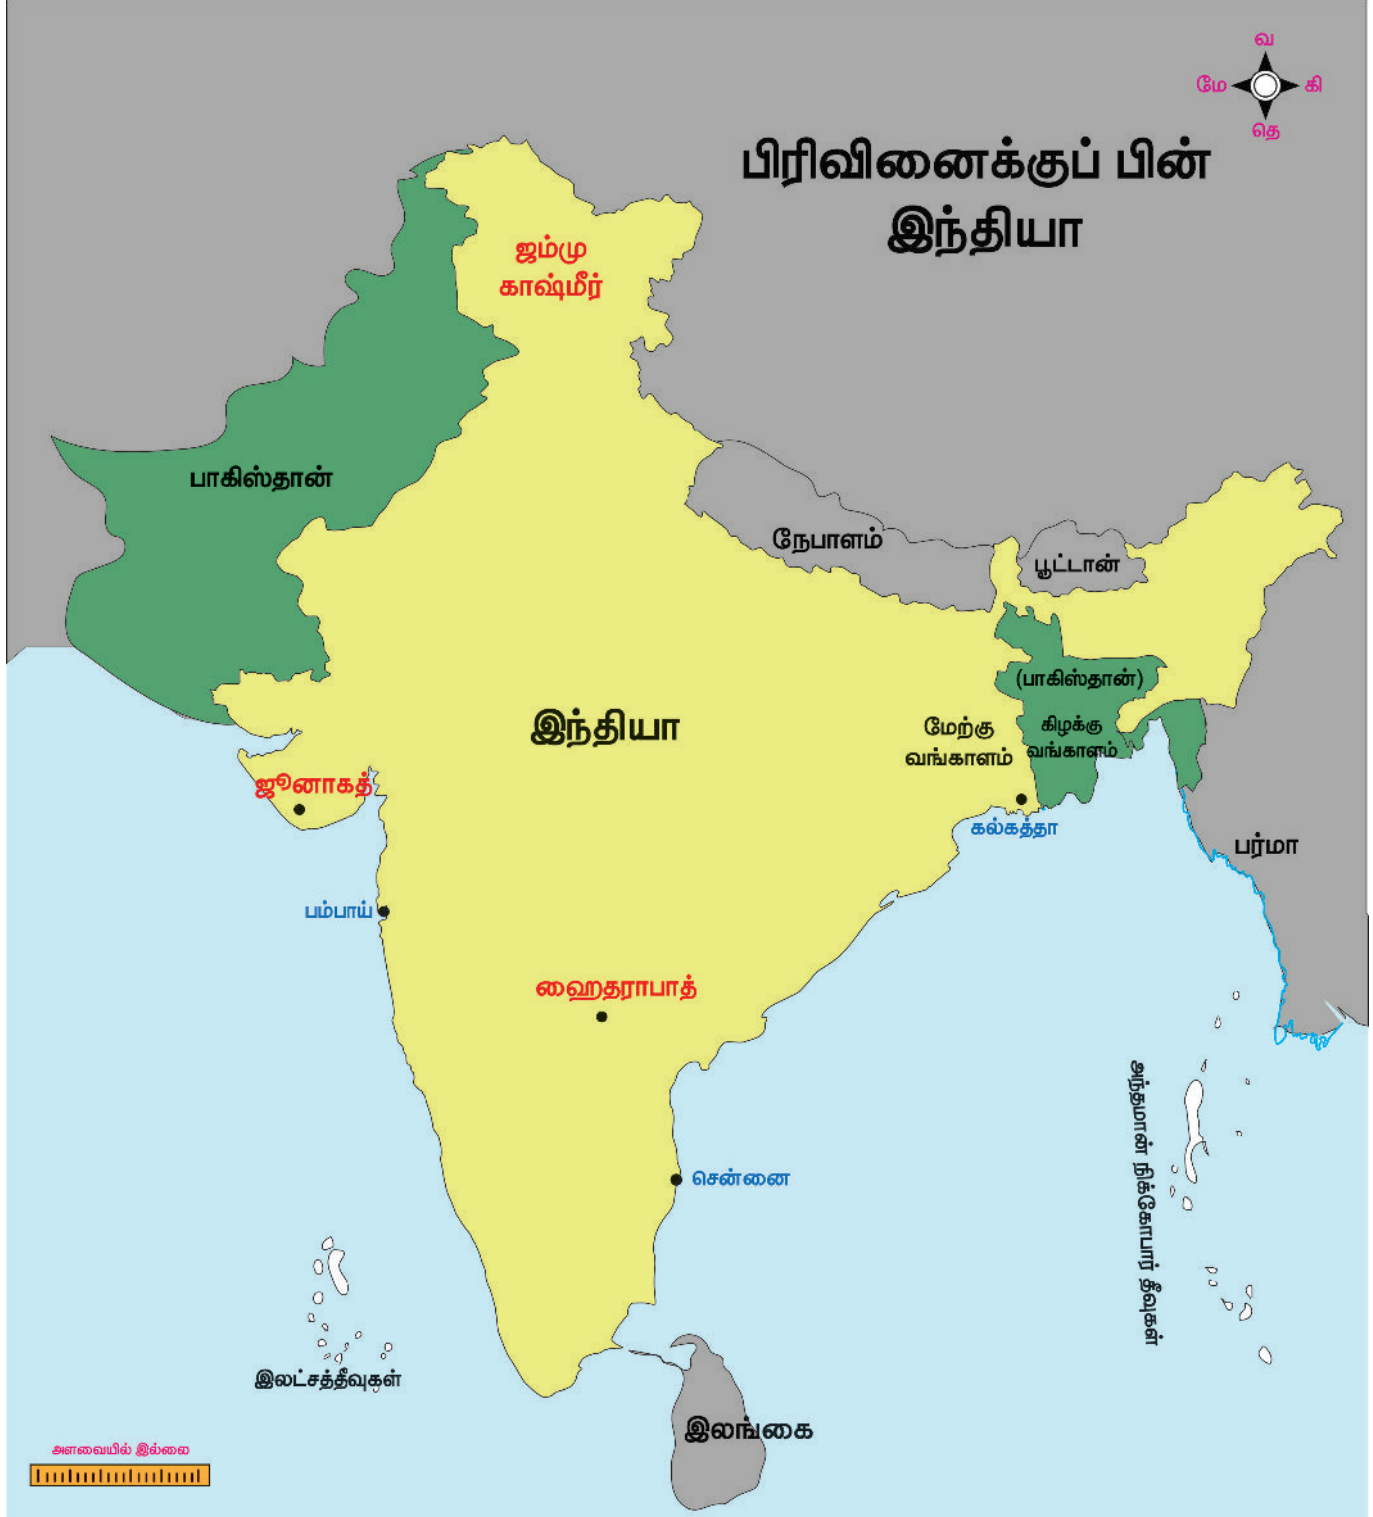 வ
மே
கி
தெ
பிரிவினைக்குப் பின்
இந்தியா
ஜம்மு
காஷ்மீர்
பாகிஸ்தான்
நேபாளம்
பூட்டான்
(பாகிஸ்தான்)
கிழக்கு
வங்காளம்
மேற்கு
வங்காளம்
இந்தியா
ஜூனாகத்
கல்கத்தா
பர்மா
பம்பாய்
ஹைதராபாத்
அந்தமான் நிக்கோபார் தீவுகள்
சென்னை
இலட்சத்தீவுகள்
இலங்கை
அளவையில் இல்லை